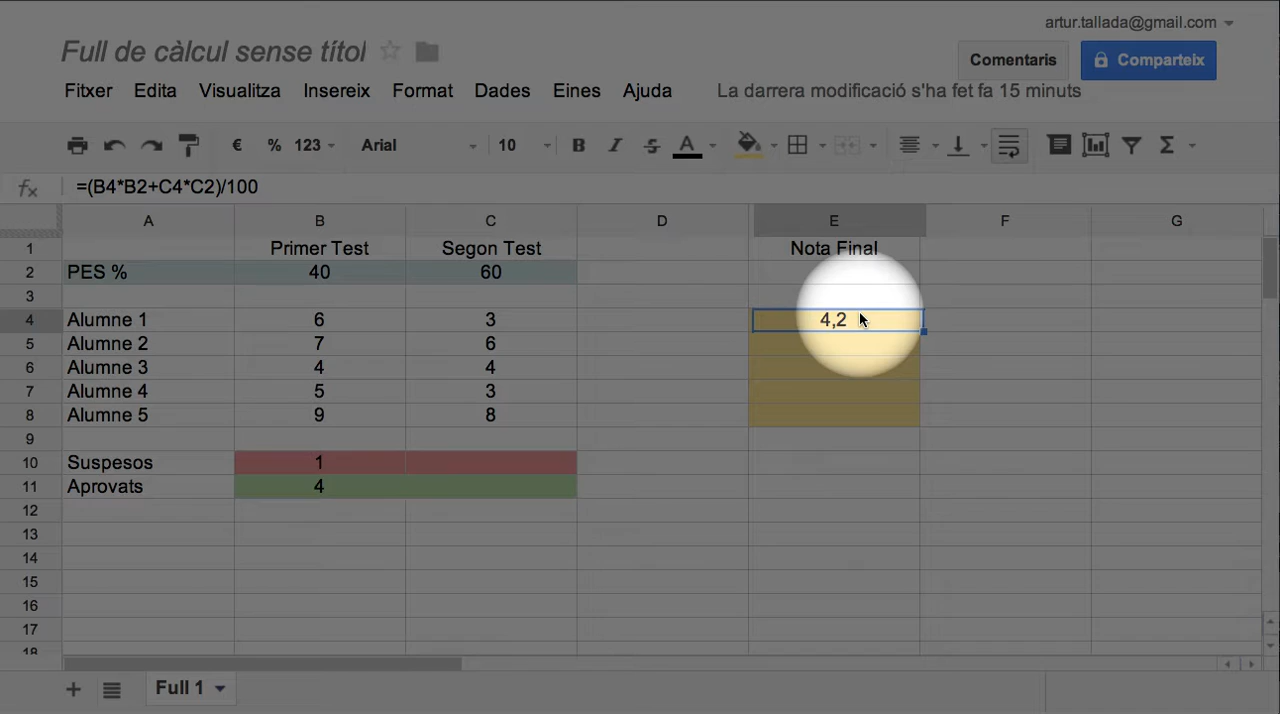 artur.tallada@gmail.com
Full de càlcul sense títol
Comentaris
Comparteix
Fitxer Edita Visualitza Insereix Format Dades Eines Ajuda La darrera modificació s'ha fet fa 15 minuts
€ % 123 Arial 10 B I S A Σ
fx =(B4*B2+C4*C2)/100
A B C D E F G
1 Primer Test Segon Test Nota Final
2 PES % 40 60
3
4 Alumne 1 6 3 4,2
5 Alumne 2 7 6
6 Alumne 3 4 4
7 Alumne 4 5 3
8 Alumne 5 9 8
9
10 Suspesos 1
11 Aprovats 4
12
13
14
15
16
17
18
+ Full 1